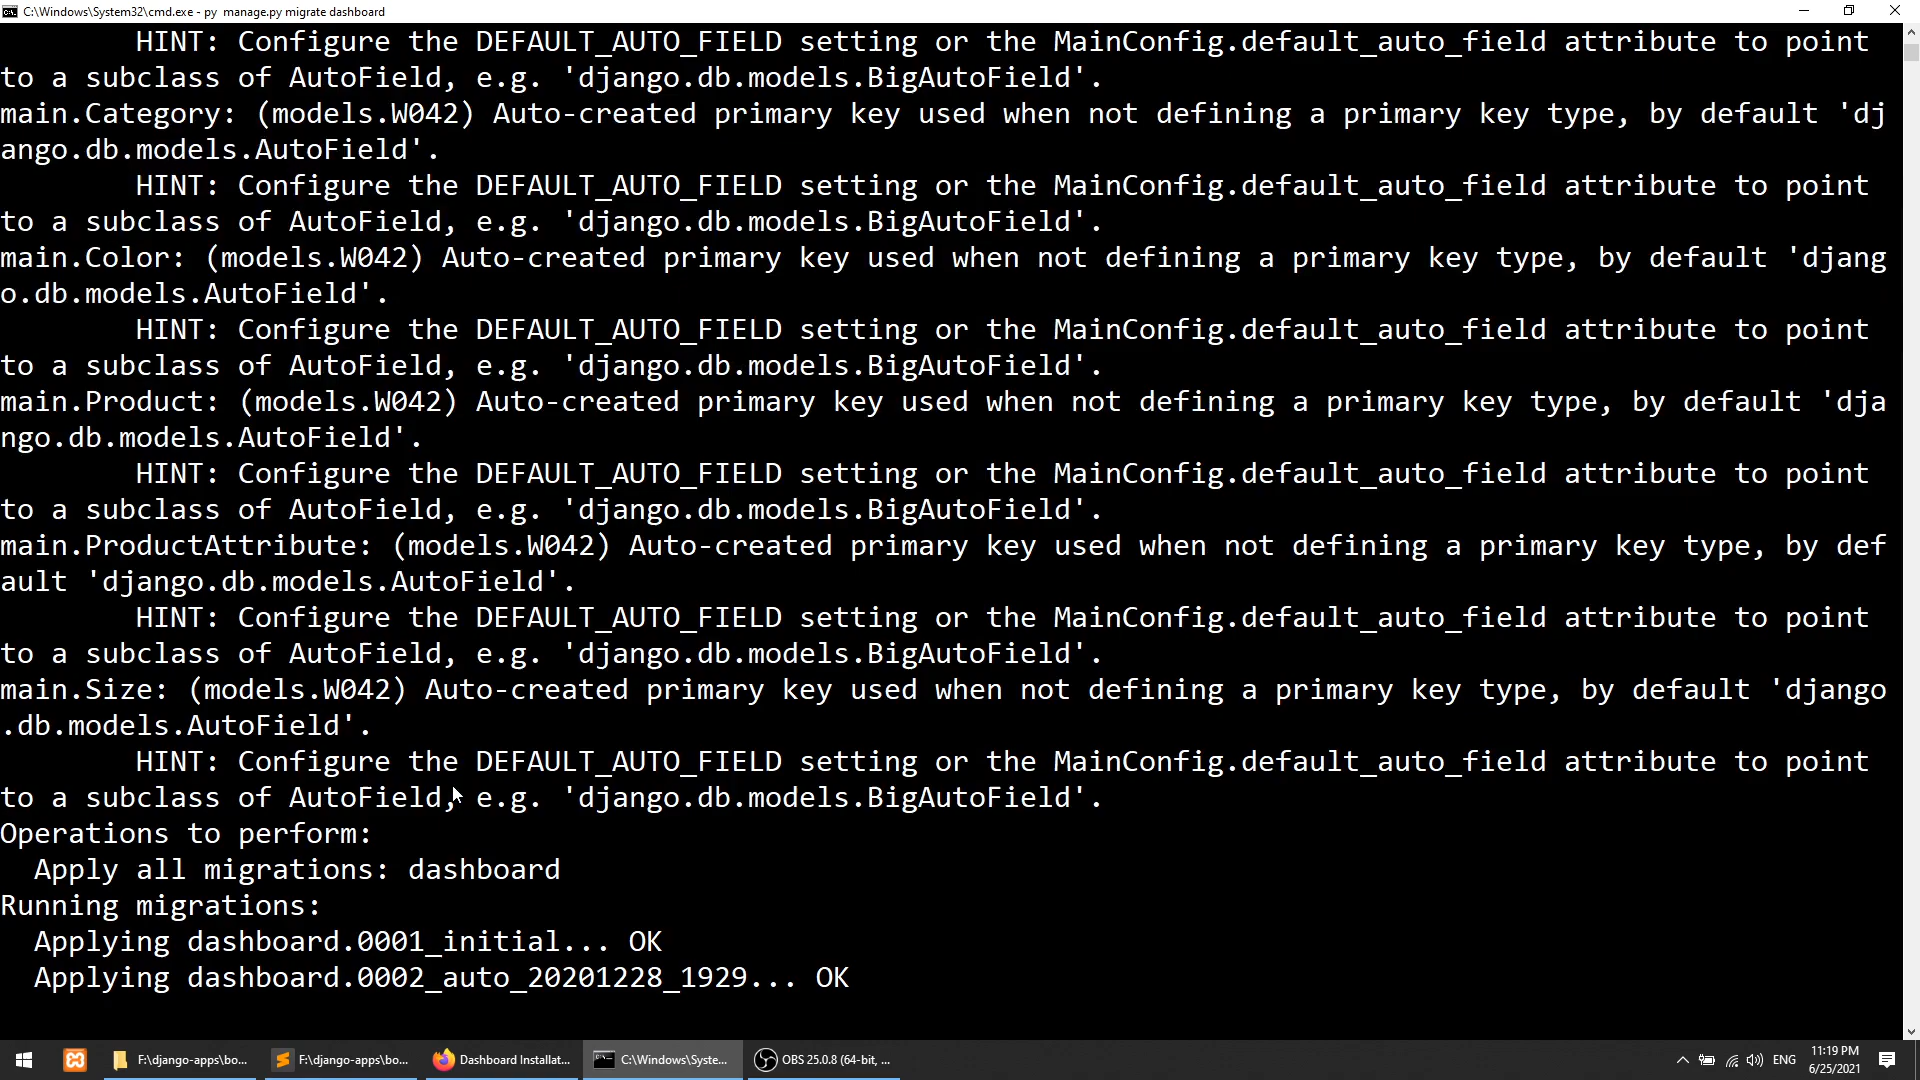 C:\Windows\System32\cmd.exe - py  manage.py migrate dashboard
HINT: Configure the DEFAULT_AUTO_FIELD setting or the MainConfig.default_auto_field attribute to point
to a subclass of AutoField, e.g. 'django.db.models.BigAutoField'.
main.Category: (models.W042) Auto-created primary key used when not defining a primary key type, by default 'dj
ango.db.models.AutoField'.
HINT: Configure the DEFAULT_AUTO_FIELD setting or the MainConfig.default_auto_field attribute to point
to a subclass of AutoField, e.g. 'django.db.models.BigAutoField'.
main.Color: (models.W042) Auto-created primary key used when not defining a primary key type, by default 'djang
o.db.models.AutoField'.
HINT: Configure the DEFAULT_AUTO_FIELD setting or the MainConfig.default_auto_field attribute to point
to a subclass of AutoField, e.g. 'django.db.models.BigAutoField'.
main.Product: (models.W042) Auto-created primary key used when not defining a primary key type, by default 'dja
ngo.db.models.AutoField'.
HINT: Configure the DEFAULT_AUTO_FIELD setting or the MainConfig.default_auto_field attribute to point
to a subclass of AutoField, e.g. 'django.db.models.BigAutoField'.
main.ProductAttribute: (models.W042) Auto-created primary key used when not defining a primary key type, by def
ault 'django.db.models.AutoField'.
HINT: Configure the DEFAULT_AUTO_FIELD setting or the MainConfig.default_auto_field attribute to point
to a subclass of AutoField, e.g. 'django.db.models.BigAutoField'.
main.Size: (models.W042) Auto-created primary key used when not defining a primary key type, by default 'django
.db.models.AutoField'.
HINT: Configure the DEFAULT_AUTO_FIELD setting or the MainConfig.default_auto_field attribute to point
to a subclass of AutoField, e.g. 'django.db.models.BigAutoField'.
Operations to perform:
Apply all migrations: dashboard
Running migrations:
Applying dashboard.0001_initial... OK
Applying dashboard.0002_auto_20201228_1929... OK
F:\django-apps\bo...
F:\django-apps\bo...
Dashboard Installat...
C:\Windows\Syste...
OBS 25.0.8 (64-bit, ...
ENG
11:19 PM
6/25/2021